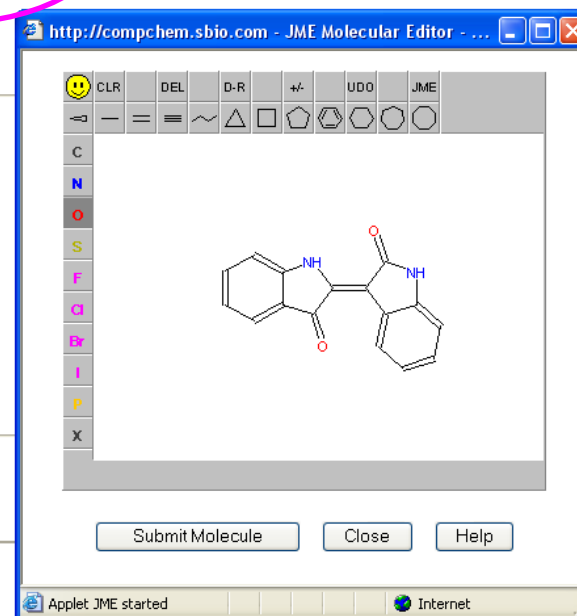 http://compchem.sbio.com - JME Molecular Editor - ...
CLR DEL D-R +/- UDO JME
C
N
O
S
F
Cl
Br
I
P
X
O
NH
NH
O
Submit Molecule Close Help
Applet JME started Internet